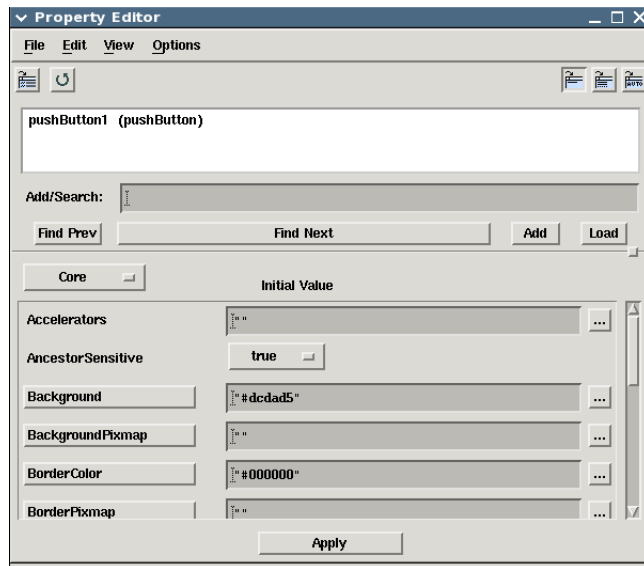 Property Editor
File Edit View Options
AUTO
pushButton1 (pushButton)
Add/Search:
Find Prev Find Next Add Load
Core
Initial Value
Accelerators "" ...
AncestorSensitive true
Background "#dcdad5" ...
BackgroundPixmap "" ...
BorderColor "#000000" ...
BorderPixmap "" ...
Apply